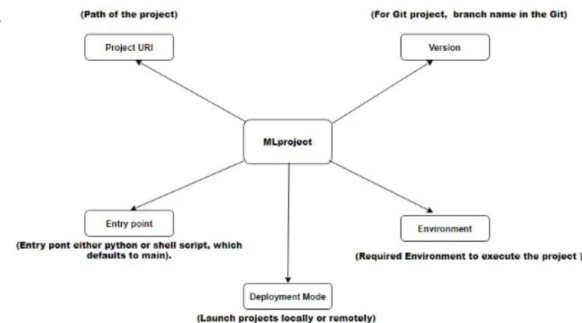 (Path of the project)
(For Git project, branch name in the Git)
Project URI
Version
MLproject
Entry point
(Entry pont either python or shell script, which
defaults to main).
Environment
(Required Environment to execute the project )
Deployment Mode
(Launch projects locally or remotely)